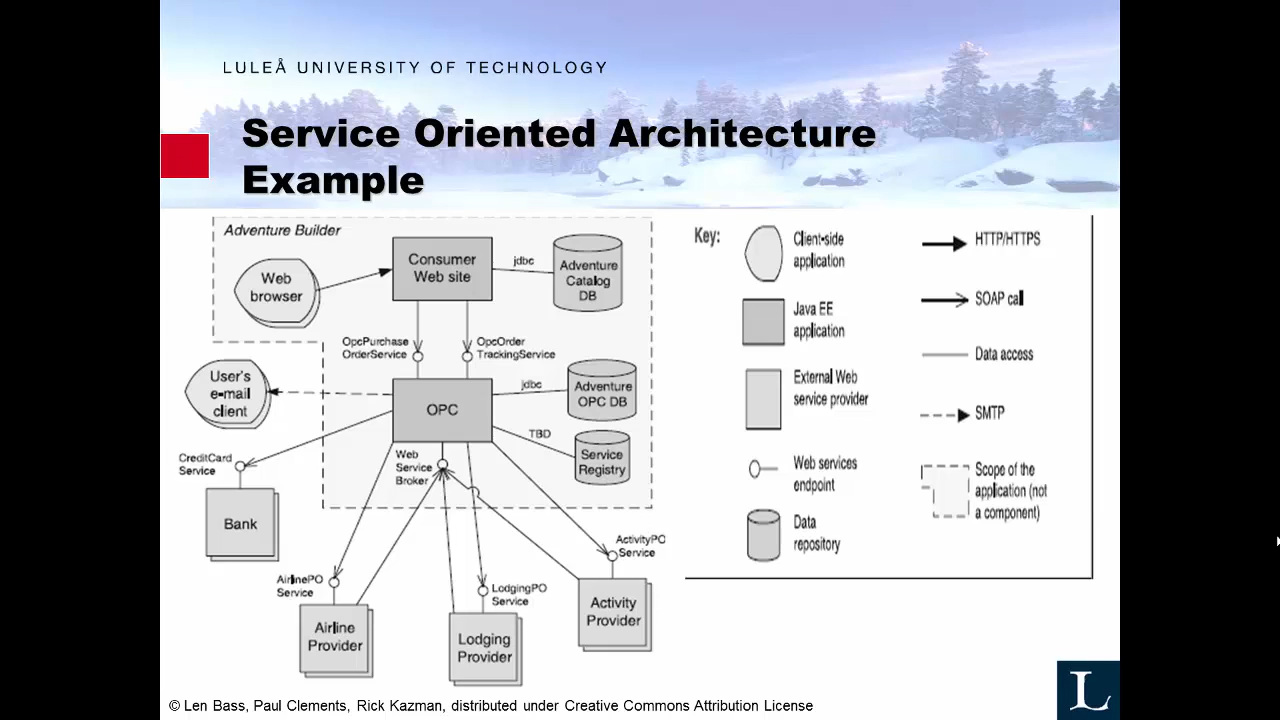 LULEÅ UNIVERSITY OF TECHNOLOGY
Service Oriented Architecture
Example
Adventure Builder
Web
browser
Consumer
Web site
jdbc
Adventure
Catalog
DB
OpcPurchase
OrderService
OpcOrder
TrackingService
User's
e-mail
client
OPC
jdbc
Adventure
OPC DB
TBD
Service
Registry
CreditCard
Service
Web
Service
Broker
Bank
AirlinePO
Service
Airline
Provider
LodgingPO
Service
Lodging
Provider
ActivityPO
Service
Activity
Provider
Key:
Client-side
application
Java EE
application
External Web
service provider
Web services
endpoint
Data
repository
HTTP/HTTPS
SOAP call
Data access
SMTP
Scope of the
application (not
a component)
L
© Len Bass, Paul Clements, Rick Kazman, distributed under Creative Commons Attribution License